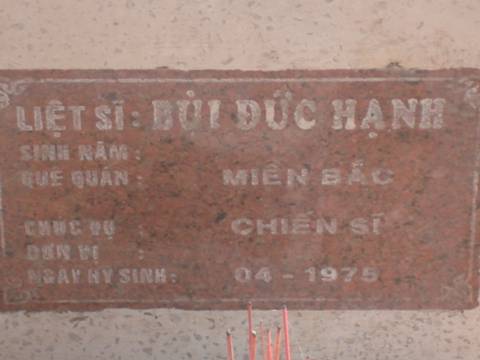 LIỆT SĨ: BÙI ĐỨC HẠNH
SINH NĂM:
QUÊ QUÁN: MIỀN BẮC
CHỨC VỤ: CHIẾN SĨ
ĐƠN VỊ:
NGÀY HY SINH: 04 - 1975